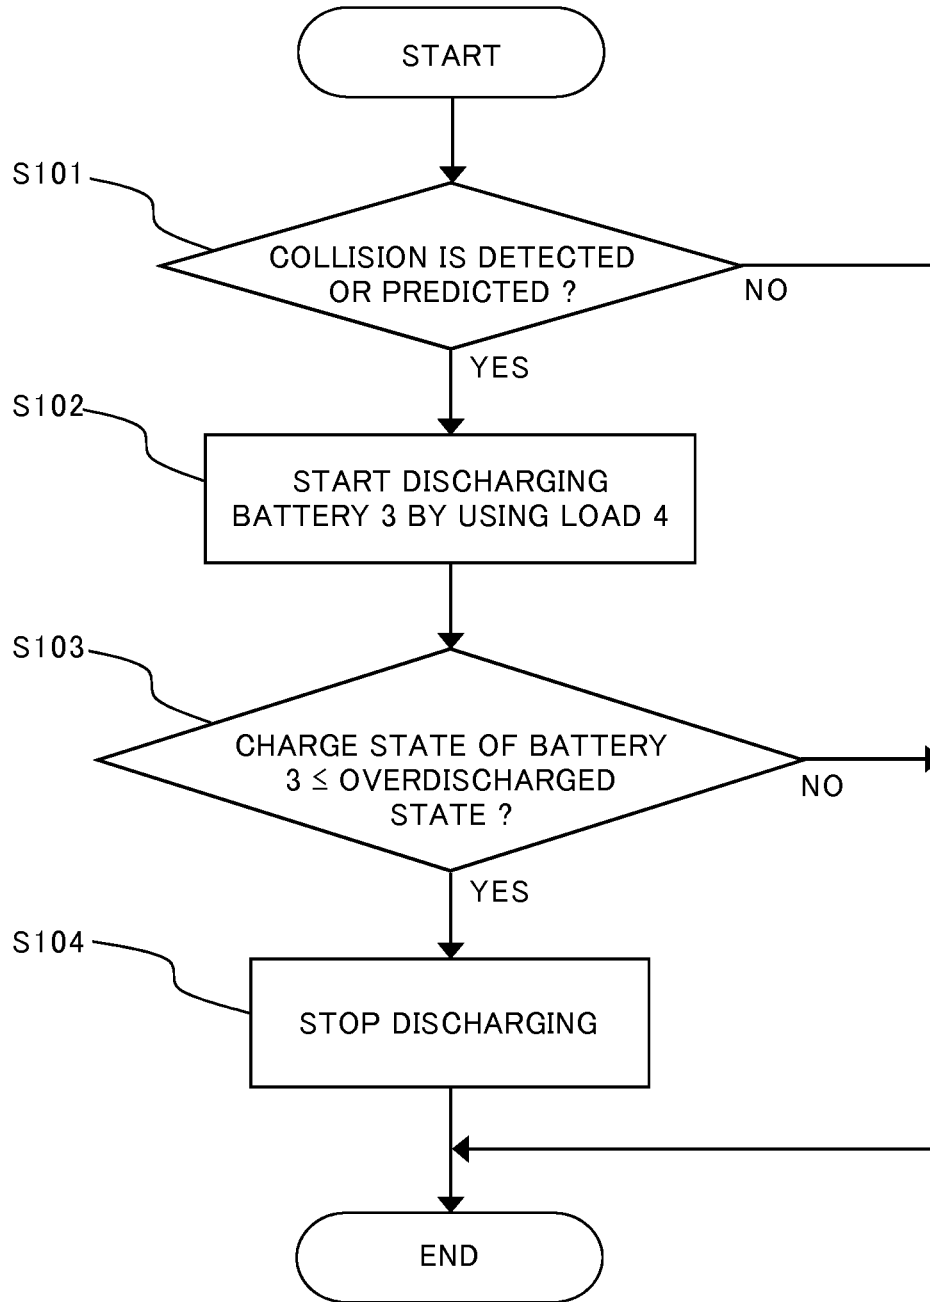 START
S101
COLLISION IS DETECTED
OR PREDICTED ?
NO
YES
S102
START DISCHARGING
BATTERY 3 BY USING LOAD 4
S103
CHARGE STATE OF BATTERY
3 ≤ OVERDISCHARGED
STATE ?
NO
YES
S104
STOP DISCHARGING
END